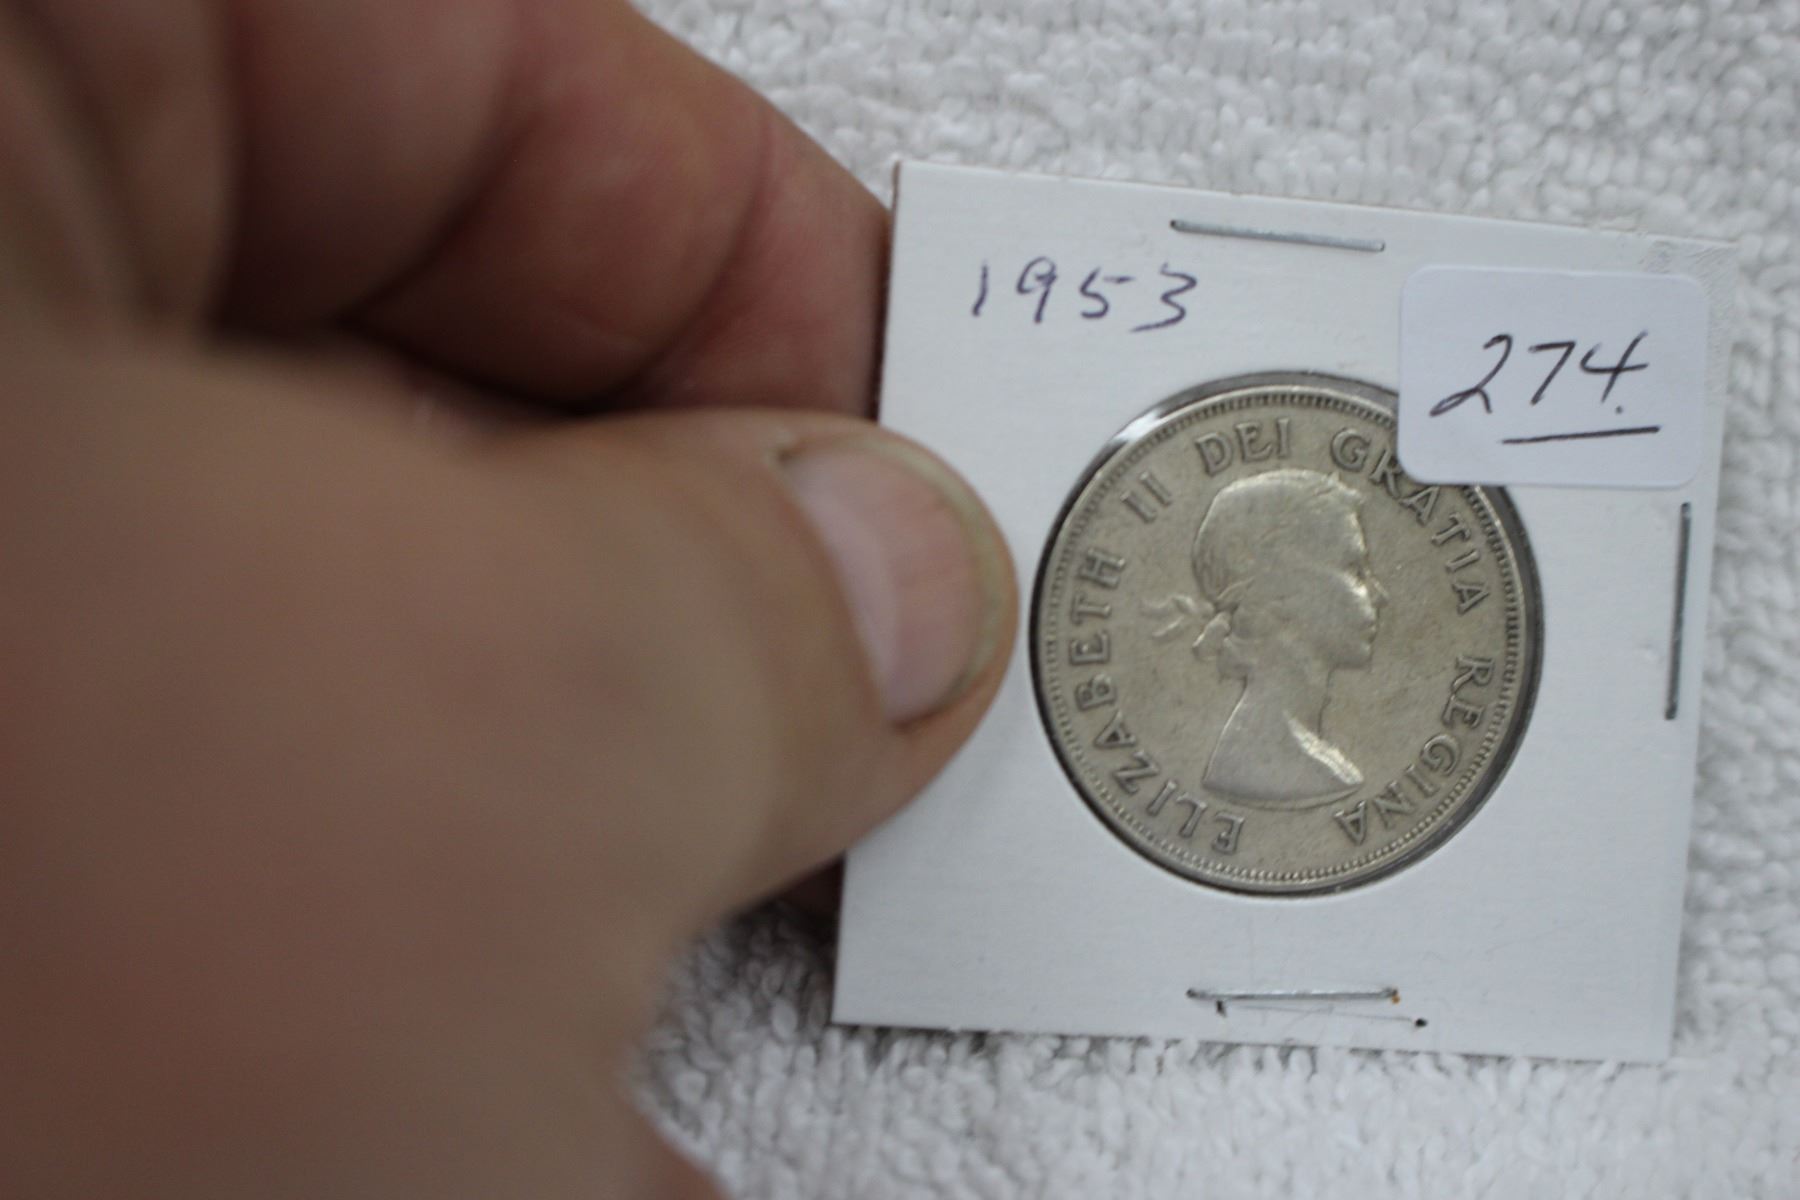 1953
274.
ELIZABETH II DEI GRATIA REGINA